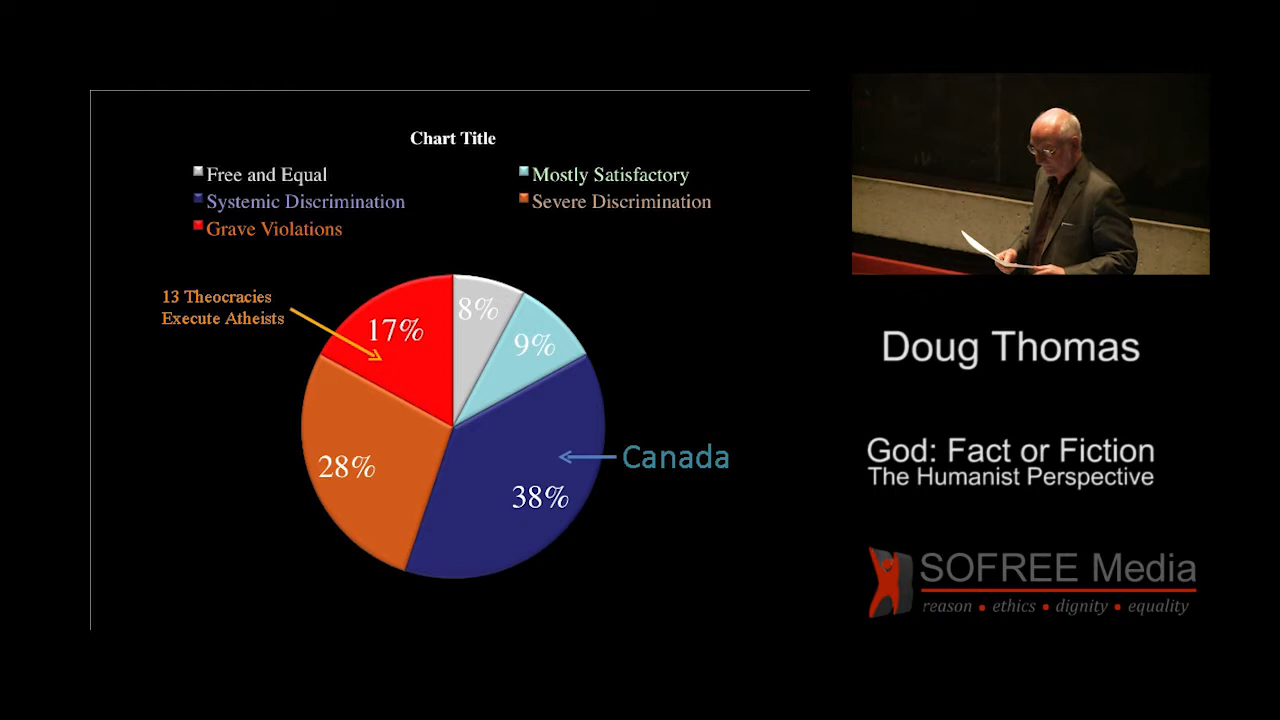 Chart Title
Free and Equal
Mostly Satisfactory
Systemic Discrimination
Severe Discrimination
Grave Violations
13 Theocracies
Execute Atheists
17%
8%
9%
28%
38%
Canada
Doug Thomas
God: Fact or Fiction
The Humanist Perspective
SOFREE Media
reason • ethics • dignity • equality